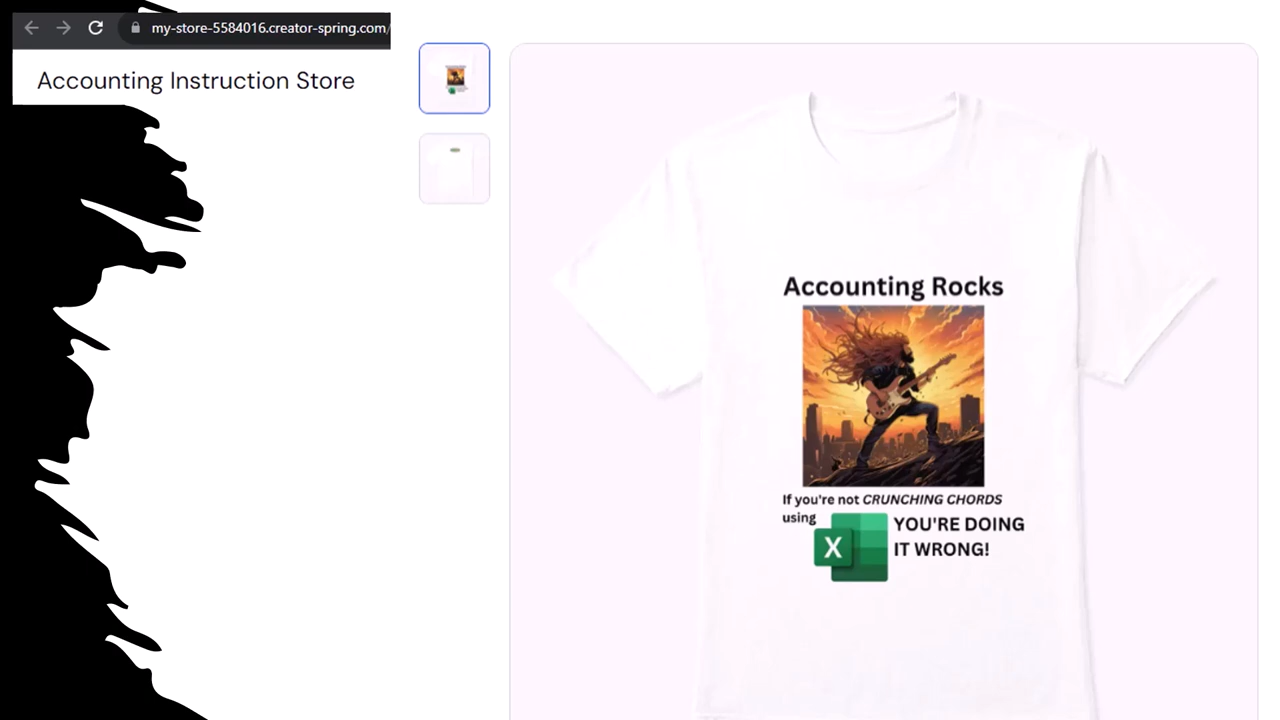 my-store-5584016.creator-spring.com/
Accounting Instruction Store
Accounting Rocks
If you're not CRUNCHING CHORDS
using
X
YOU'RE DOING
IT WRONG!